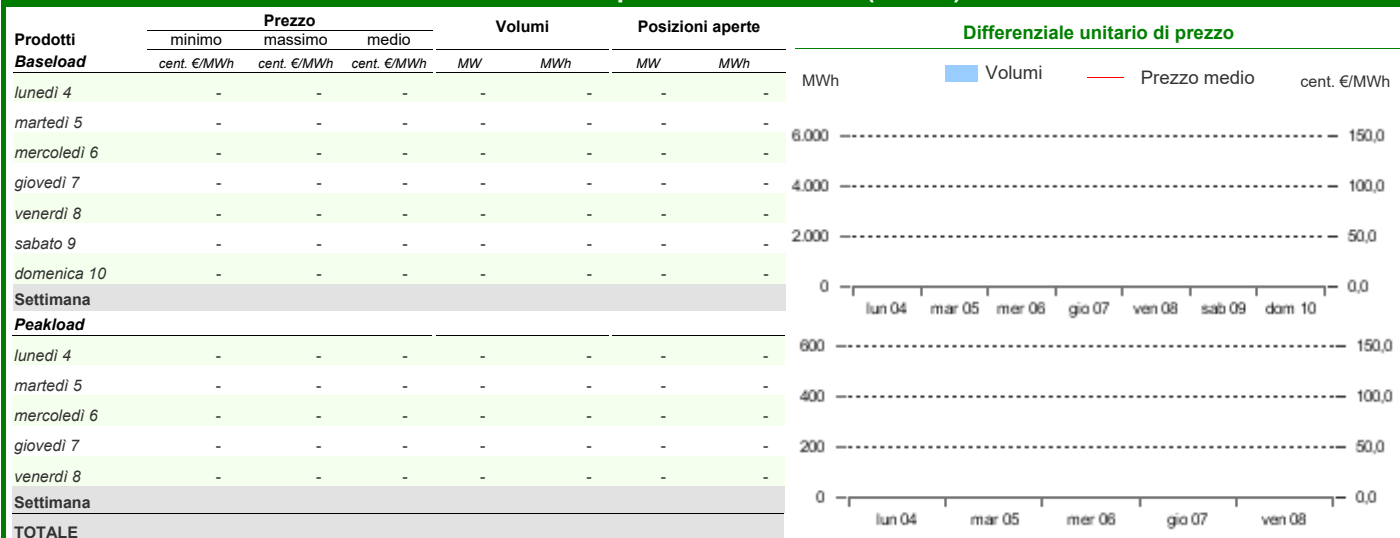 Prezzo
Volumi
Posizioni aperte
Prodotti
minimo massimo medio
Baseload
cent. €/MWh cent. €/MWh cent. €/MWh MW MWh MW MWh
lunedì 4 - - - - - - -
martedì 5 - - - - - - -
mercoledì 6 - - - - - - -
giovedì 7 - - - - - - -
venerdì 8 - - - - - - -
sabato 9 - - - - - - -
domenica 10 - - - - - - -
Settimana
Peakload
lunedì 4 - - - - - - -
martedì 5 - - - - - - -
mercoledì 6 - - - - - - -
giovedì 7 - - - - - - -
venerdì 8 - - - - - - -
Settimana
TOTALE
Differenziale unitario di prezzo
MWh Volumi Prezzo medio cent. €/MWh
6.000 150,0
4.000 100,0
2.000 50,0
0 0,0
lun 04 mar 05 mer 06 gio 07 ven 08 sab 09 dom 10
600 150,0
400 100,0
200 50,0
0 0,0
lun 04 mar 05 mer 06 gio 07 ven 08